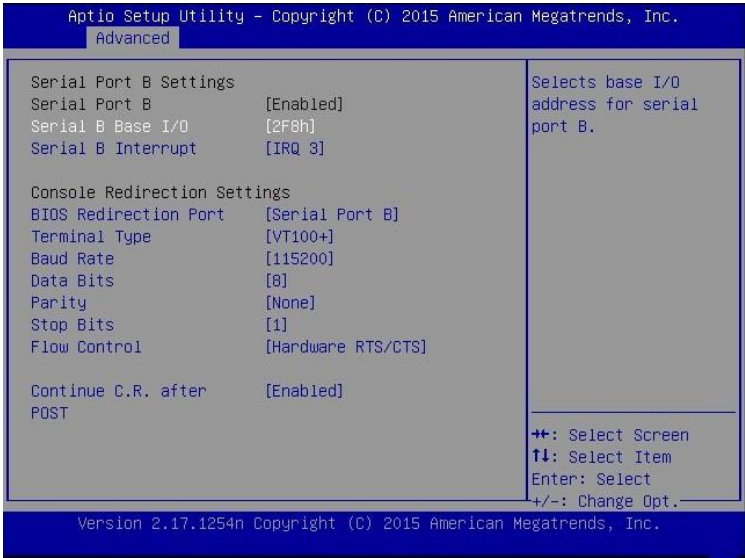 Aptio Setup Utility – Copyright (C) 2015 American Megatrends, Inc.
Advanced
Serial Port B Settings
Serial Port B [Enabled]
Serial B Base I/O [2F8h]
Serial B Interrupt [IRQ 3]
Console Redirection Settings
BIOS Redirection Port [Serial Port B]
Terminal Type [VT100+]
Baud Rate [115200]
Data Bits [8]
Parity [None]
Stop Bits [1]
Flow Control [Hardware RTS/CTS]
Continue C.R. after [Enabled]
POST
Selects base I/O
address for serial
port B.
→←: Select Screen
↑↓: Select Item
Enter: Select
+/-: Change Opt.
Version 2.17.1254n Copyright (C) 2015 American Megatrends, Inc.